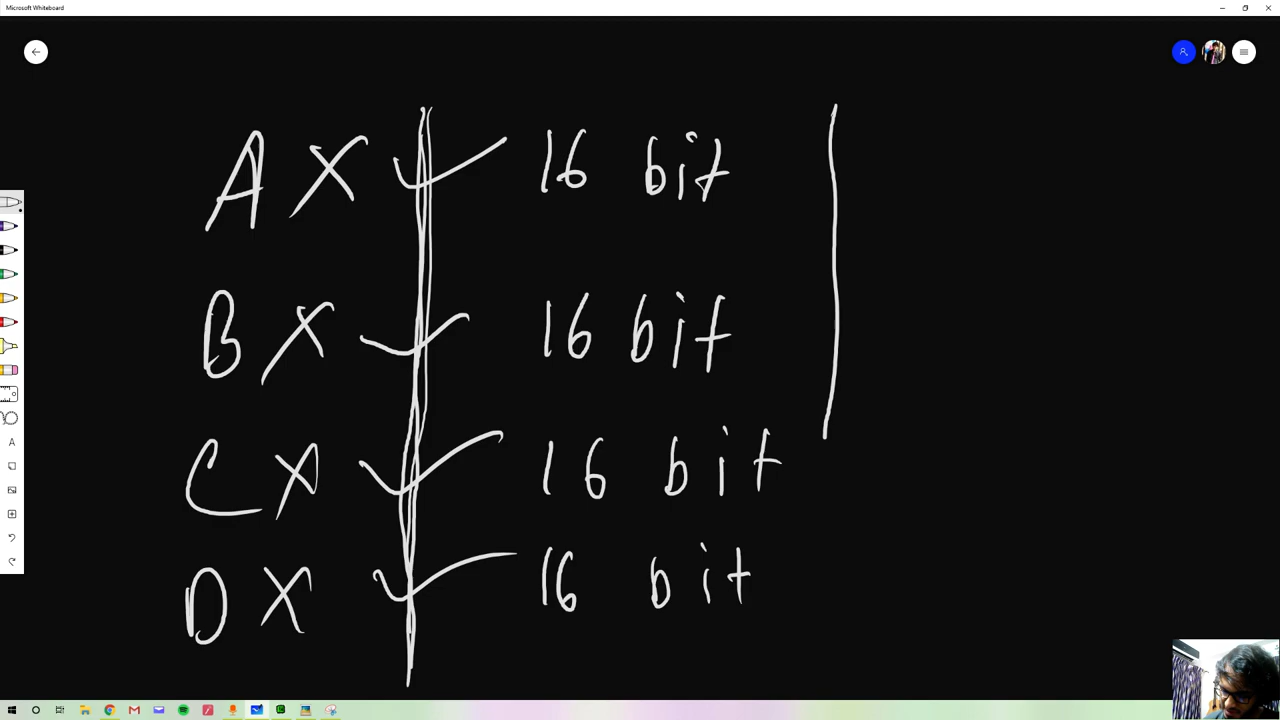 Microsoft Whiteboard
AX 16 bit
BX 16 bit
CX 16 bit
DX 16 bit